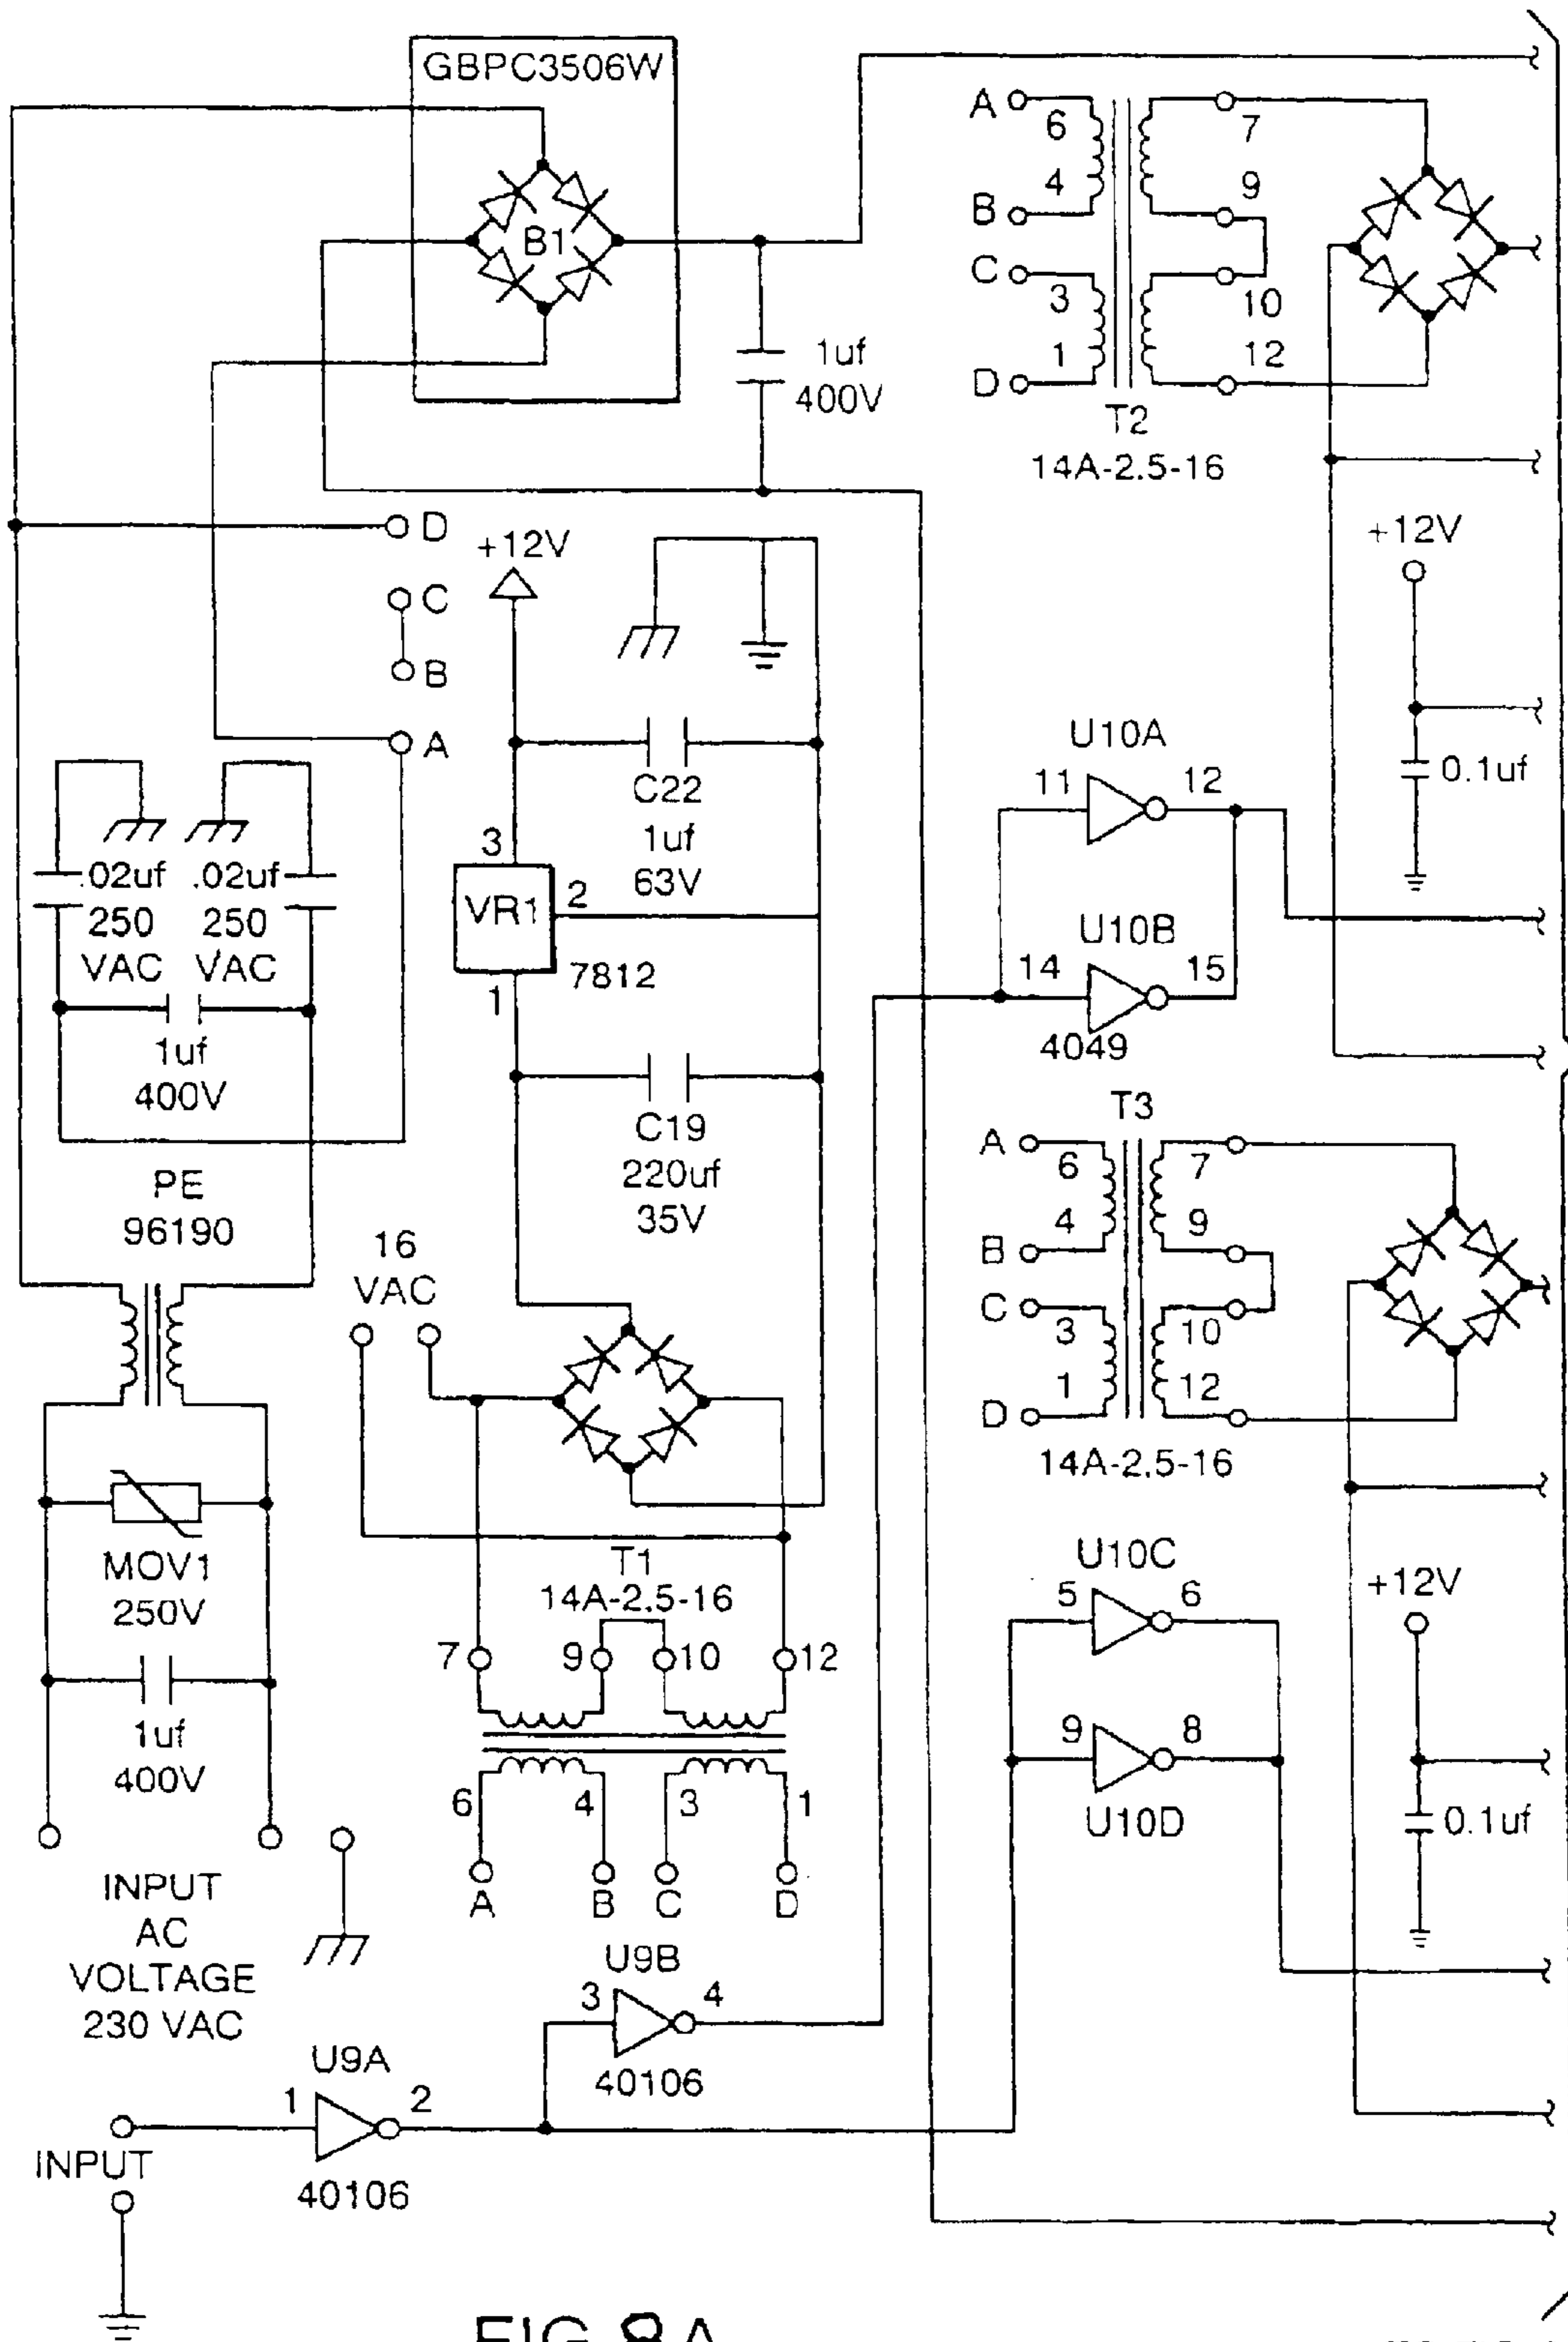 GBPC3506W
B1
1uf
400V
A
6
7
4
9
B
C
3
10
1
12
D
T2
14A-2.5-16
D
C
B
A
+12V
+12V
0.1uf
C22
1uf
63V
3
VR1
2
7812
1
.02uf
250
VAC
.02uf
250
VAC
1uf
400V
U10A
11
12
U10B
14
15
4049
C19
220uf
35V
PE
96190
16
VAC
T3
A
6
7
4
9
B
C
3
10
1
12
D
14A-2.5-16
MOV1
250V
1uf
400V
T1
14A-2.5-16
7
9
10
12
6
4
3
1
A
B
C
D
U10C
5
6
9
8
U10D
+12V
0.1uf
INPUT
AC
VOLTAGE
230 VAC
U9B
3
4
40106
U9A
1
2
40106
INPUT
FIG.8A